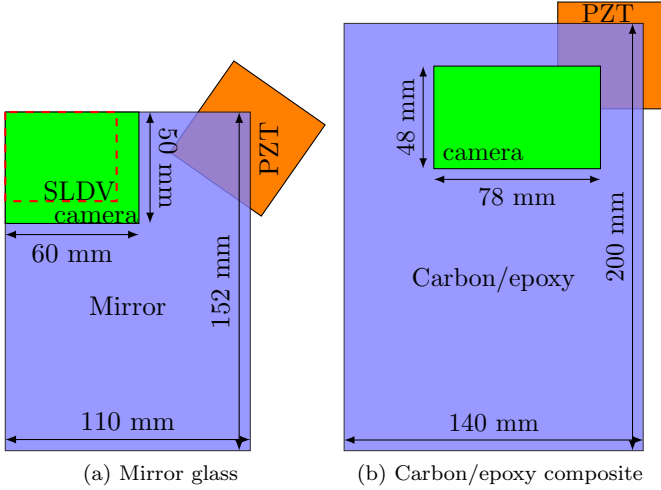 PZT
50 mm
SLDV
camera
60 mm
Mirror
152 mm
110 mm
(a) Mirror glass
PZT
48 mm
camera
78 mm
200 mm
Carbon/epoxy
140 mm
(b) Carbon/epoxy composite